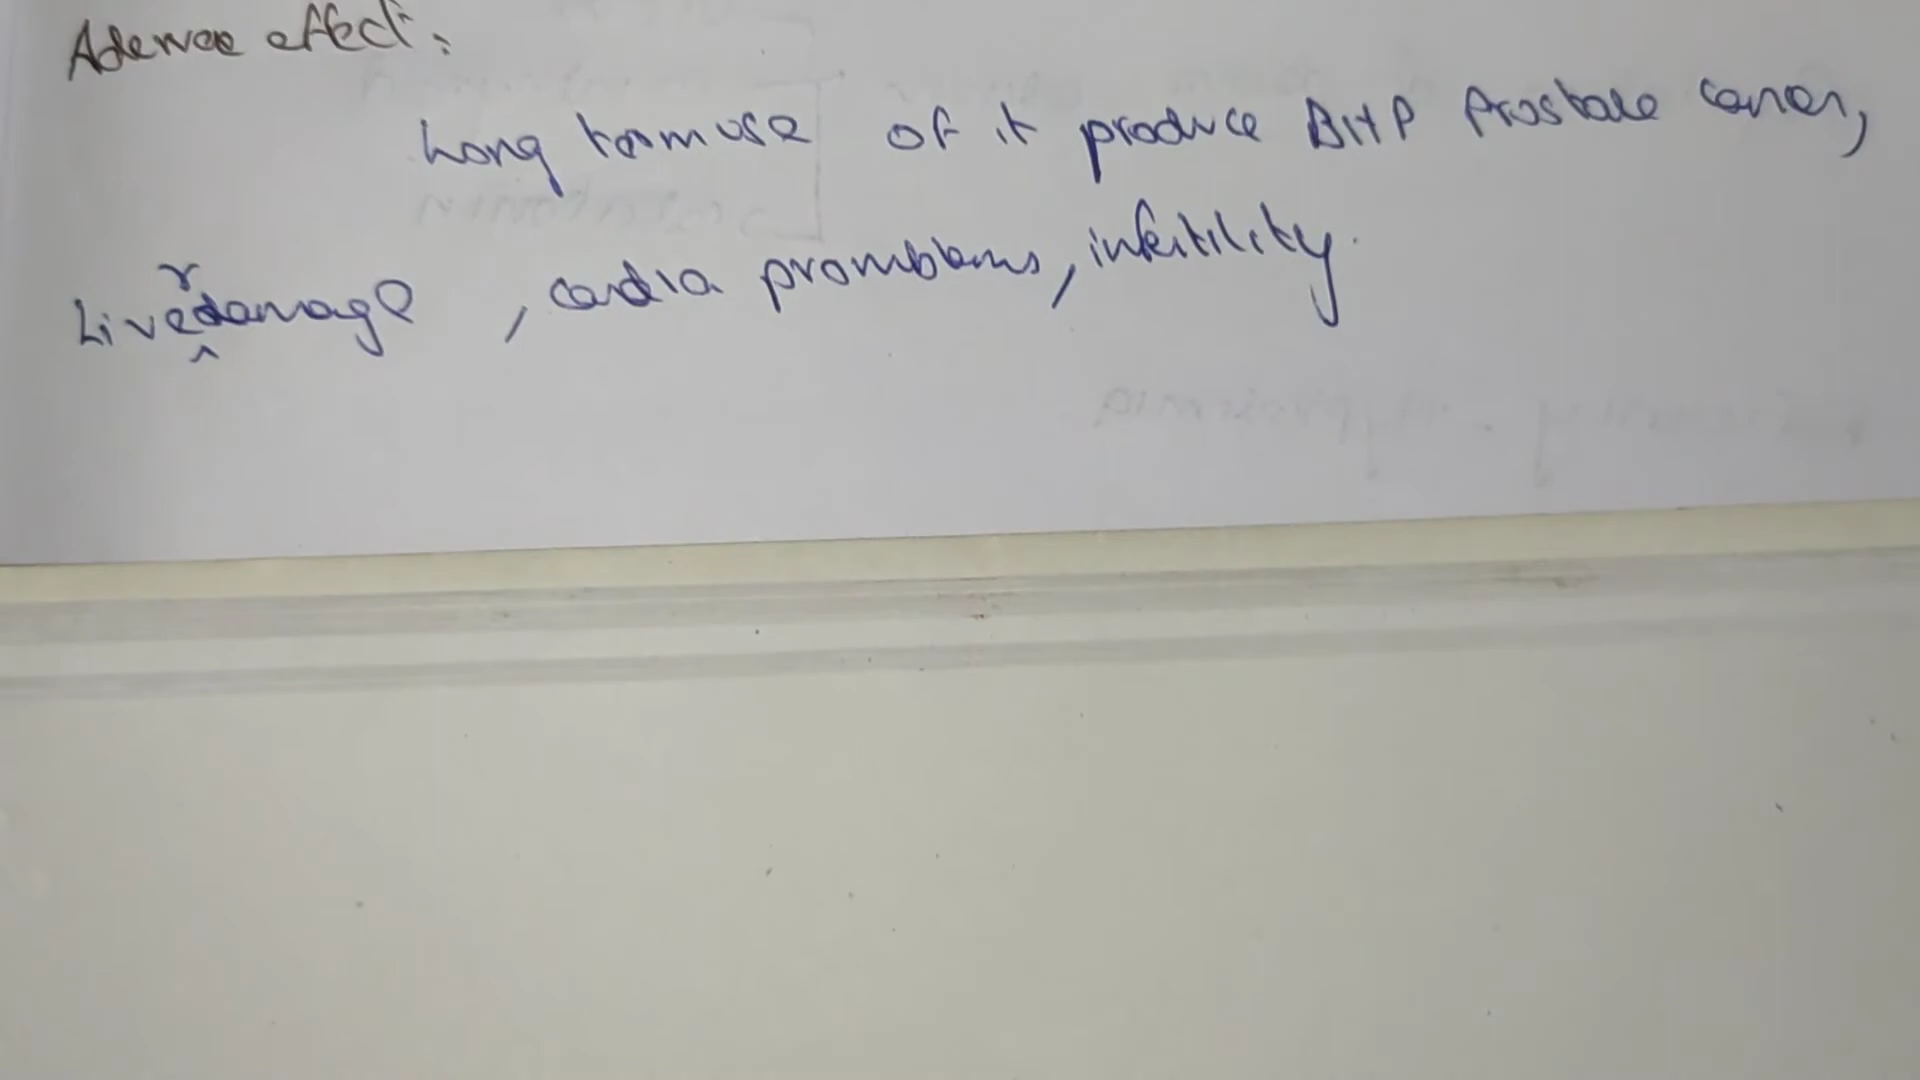 Adverse effect:
Long term use of it produce BHP Prostate cancer,
Liver damage, cardia promblems, infertility.